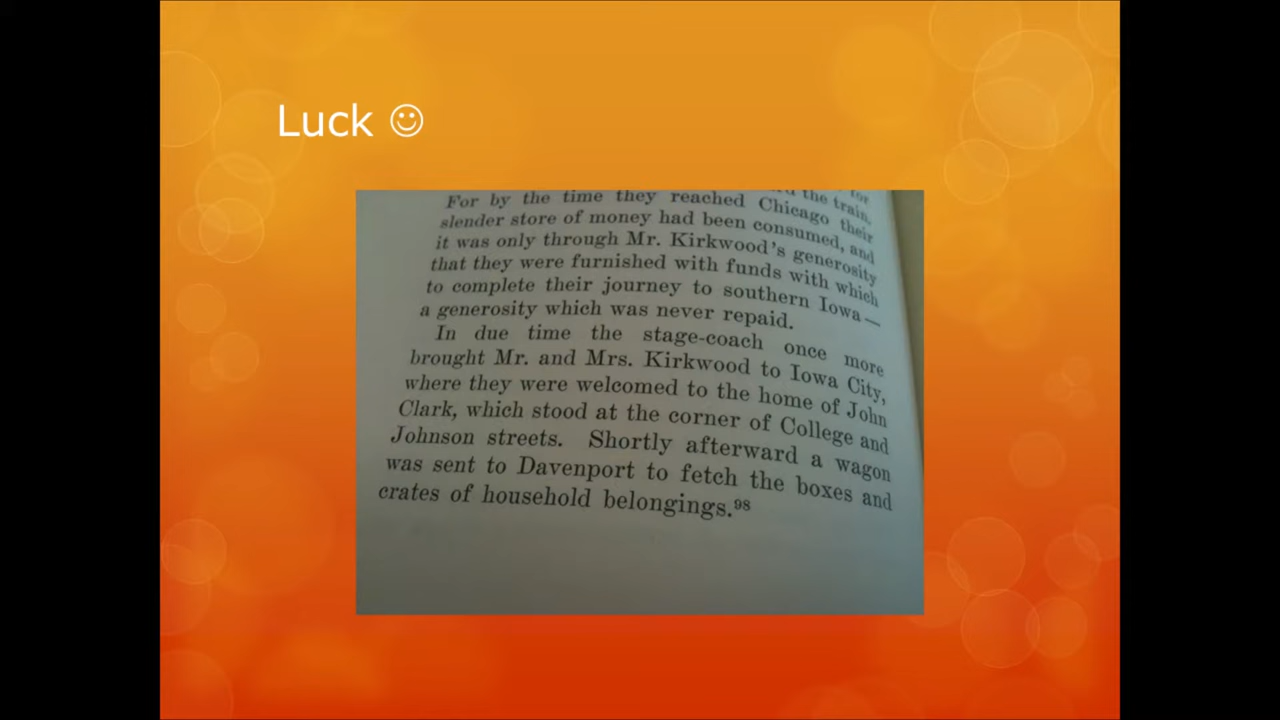 Luck ☺
rd the train, for
For by the time they reached Chicago their
slender store of money had been consumed, and
it was only through Mr. Kirkwood's generosity
that they were furnished with funds with which
to complete their journey to southern Iowa—
a generosity which was never repaid.
In due time the stage-coach once more
brought Mr. and Mrs. Kirkwood to Iowa City,
where they were welcomed to the home of John
Clark, which stood at the corner of College and
Johnson streets. Shortly afterward a wagon
was sent to Davenport to fetch the boxes and
crates of household belongings.⁹⁸